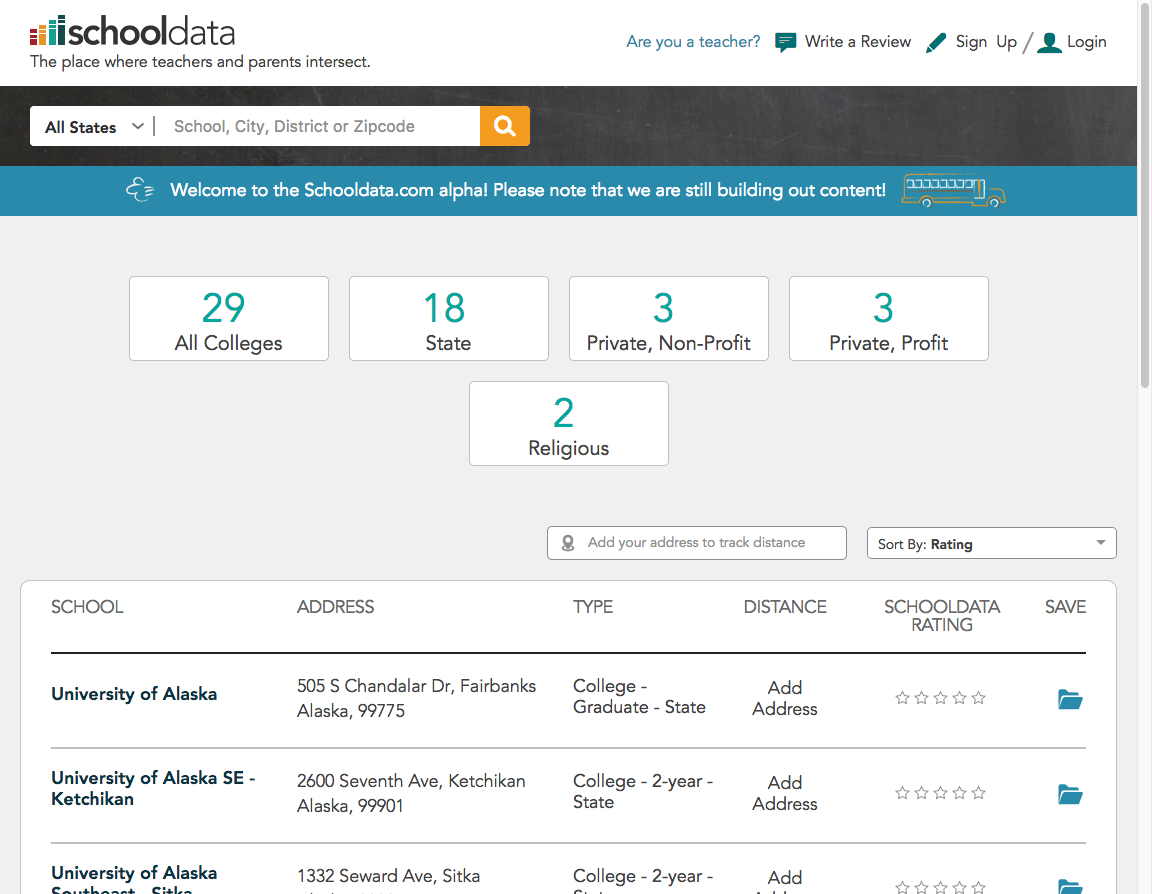 schooldata
The place where teachers and parents intersect.
Are you a teacher?
Write a Review
Sign Up / Login
All States
School, City, District or Zipcode
Welcome to the Schooldata.com alpha! Please note that we are still building out content!
29
All Colleges
18
State
3
Private, Non-Profit
3
Private, Profit
2
Religious
Add your address to track distance
Sort By: Rating
SCHOOL
ADDRESS
TYPE
DISTANCE
SCHOOLDATA
RATING
SAVE
University of Alaska
505 S Chandalar Dr, Fairbanks
Alaska, 99775
College -
Graduate - State
Add
Address
University of Alaska SE -
Ketchikan
2600 Seventh Ave, Ketchikan
Alaska, 99901
College - 2-year -
State
Add
Address
University of Alaska
Southeast - Sitka
1332 Seward Ave, Sitka
College - 2-year -
Add